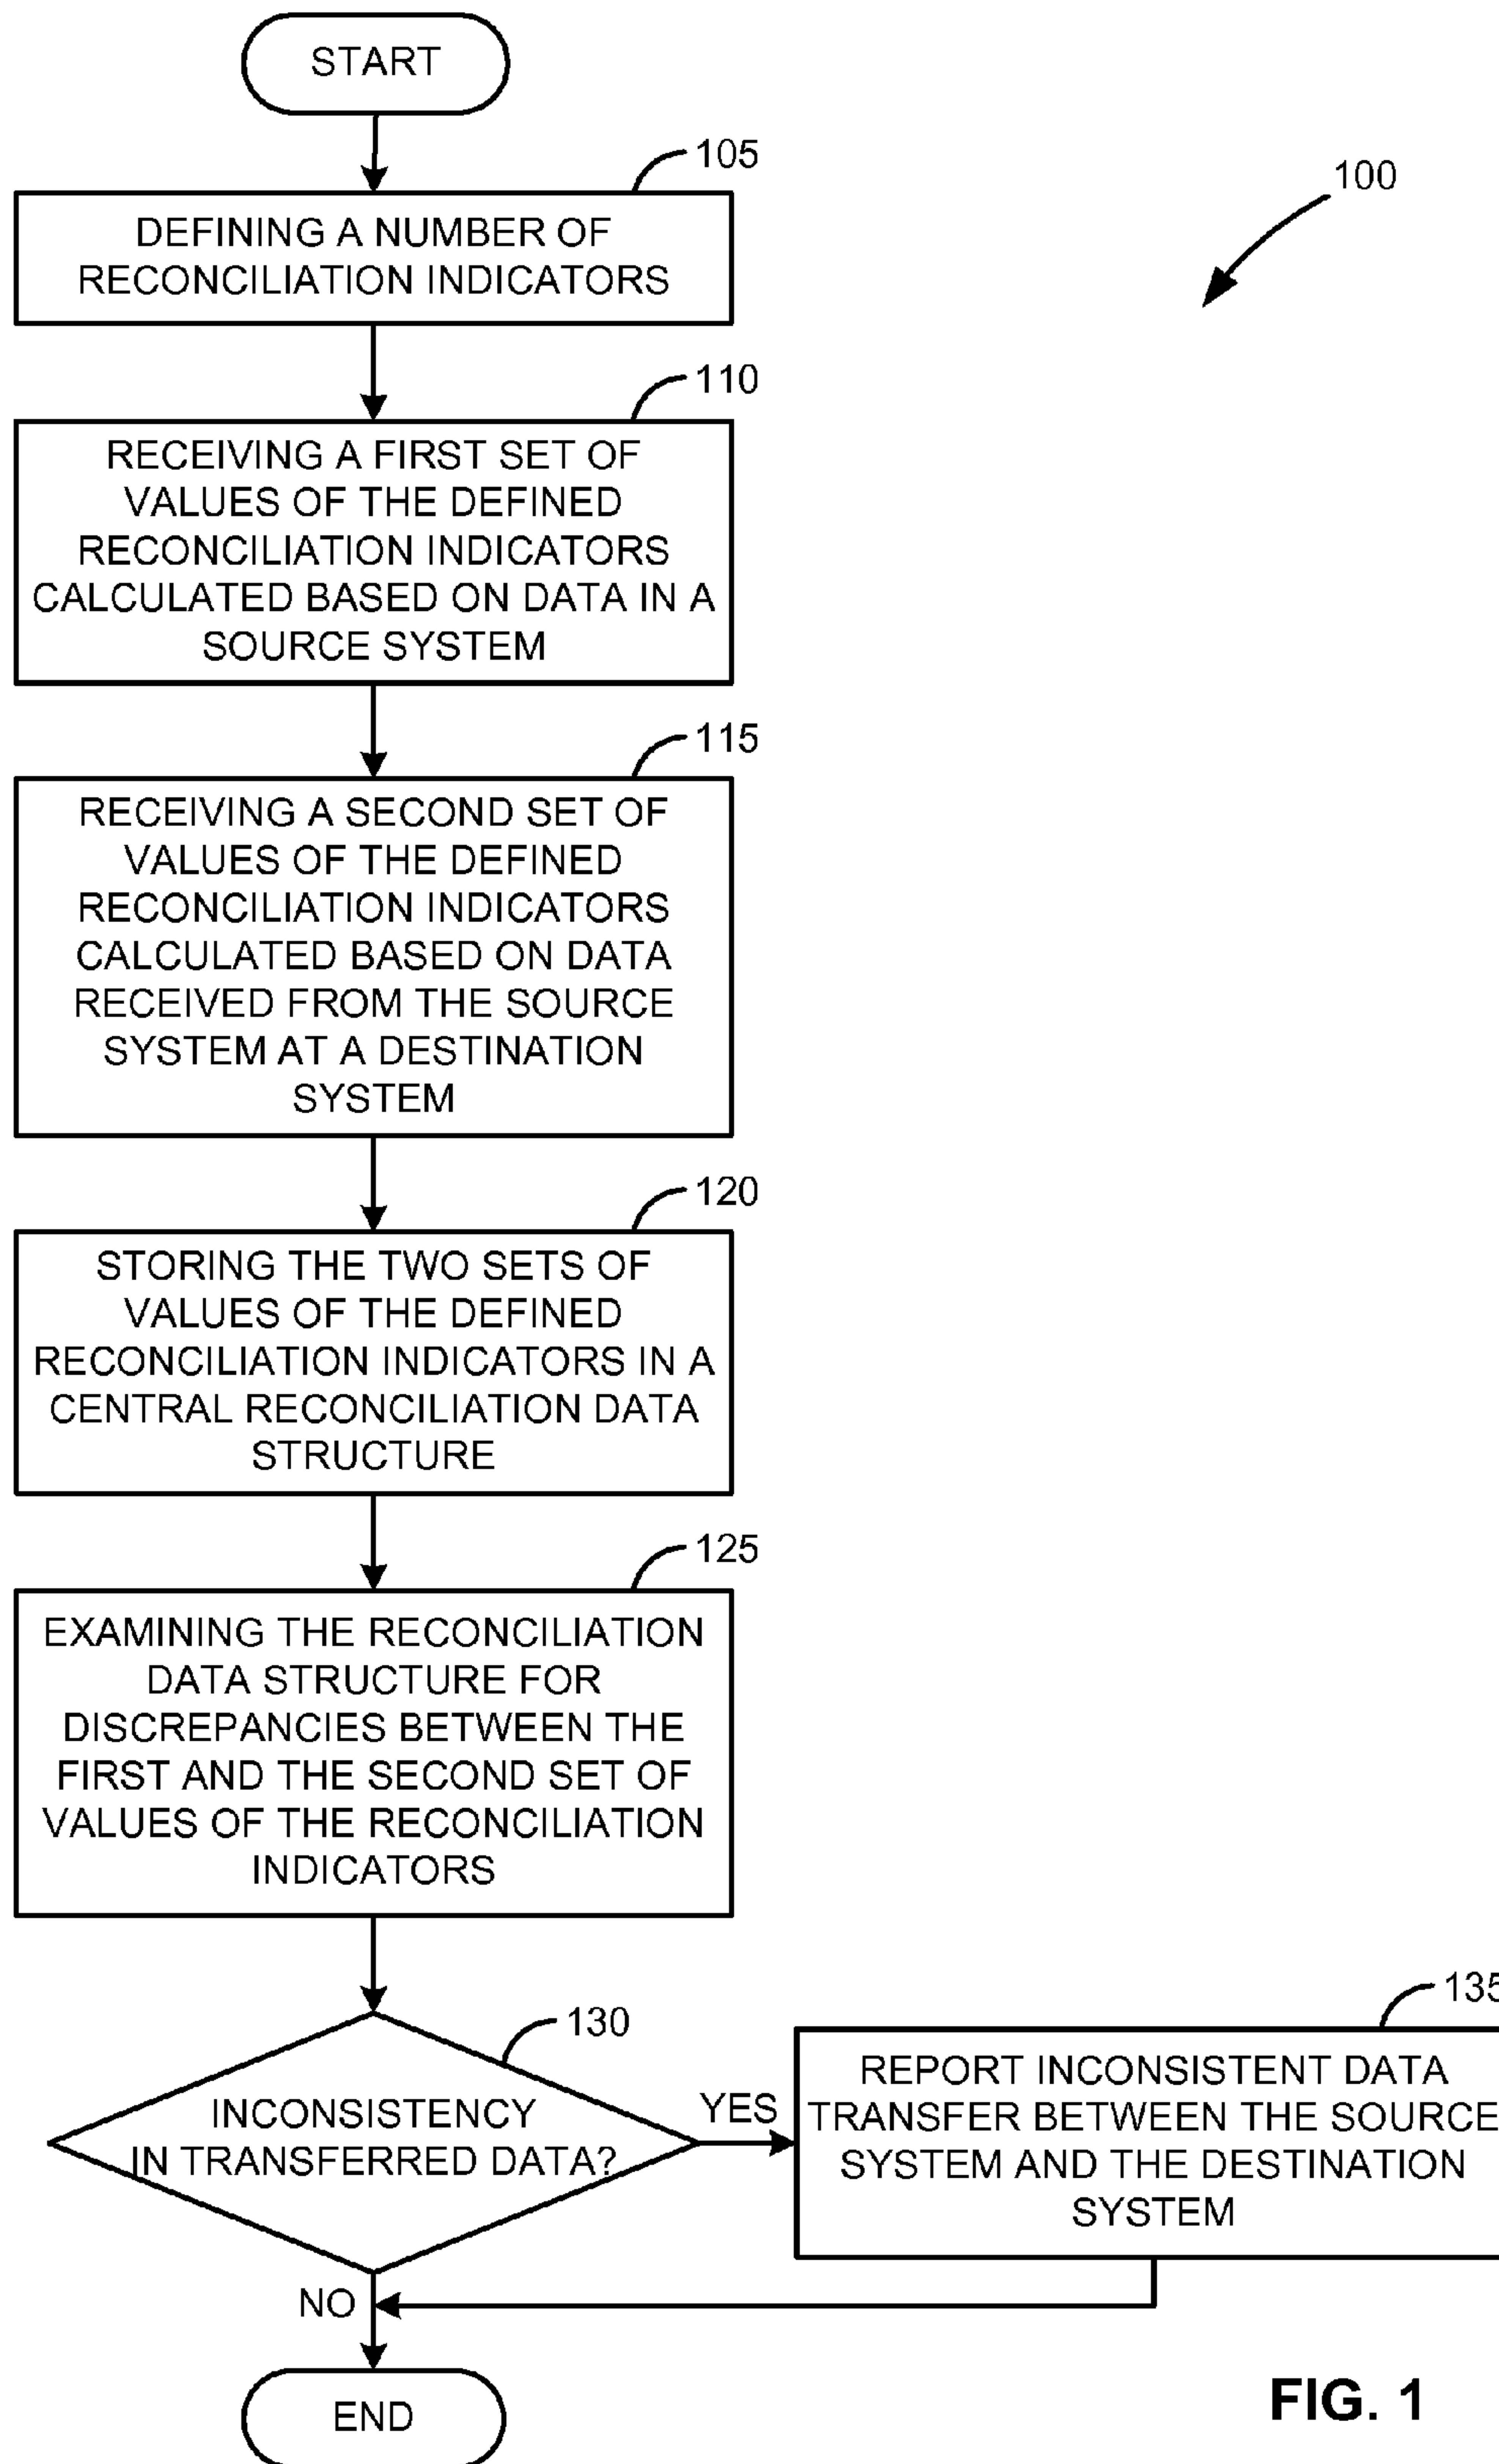 START
105
100
DEFINING A NUMBER OF
RECONCILIATION INDICATORS
110
RECEIVING A FIRST SET OF
VALUES OF THE DEFINED
RECONCILIATION INDICATORS
CALCULATED BASED ON DATA IN A
SOURCE SYSTEM
115
RECEIVING A SECOND SET OF
VALUES OF THE DEFINED
RECONCILIATION INDICATORS
CALCULATED BASED ON DATA
RECEIVED FROM THE SOURCE
SYSTEM AT A DESTINATION
SYSTEM
120
STORING THE TWO SETS OF
VALUES OF THE DEFINED
RECONCILIATION INDICATORS IN A
CENTRAL RECONCILIATION DATA
STRUCTURE
125
EXAMINING THE RECONCILIATION
DATA STRUCTURE FOR
DISCREPANCIES BETWEEN THE
FIRST AND THE SECOND SET OF
VALUES OF THE RECONCILIATION
INDICATORS
130
INCONSISTENCY
IN TRANSFERRED DATA?
YES
135
REPORT INCONSISTENT DATA
TRANSFER BETWEEN THE SOURCE
SYSTEM AND THE DESTINATION
SYSTEM
NO
END
FIG. 1